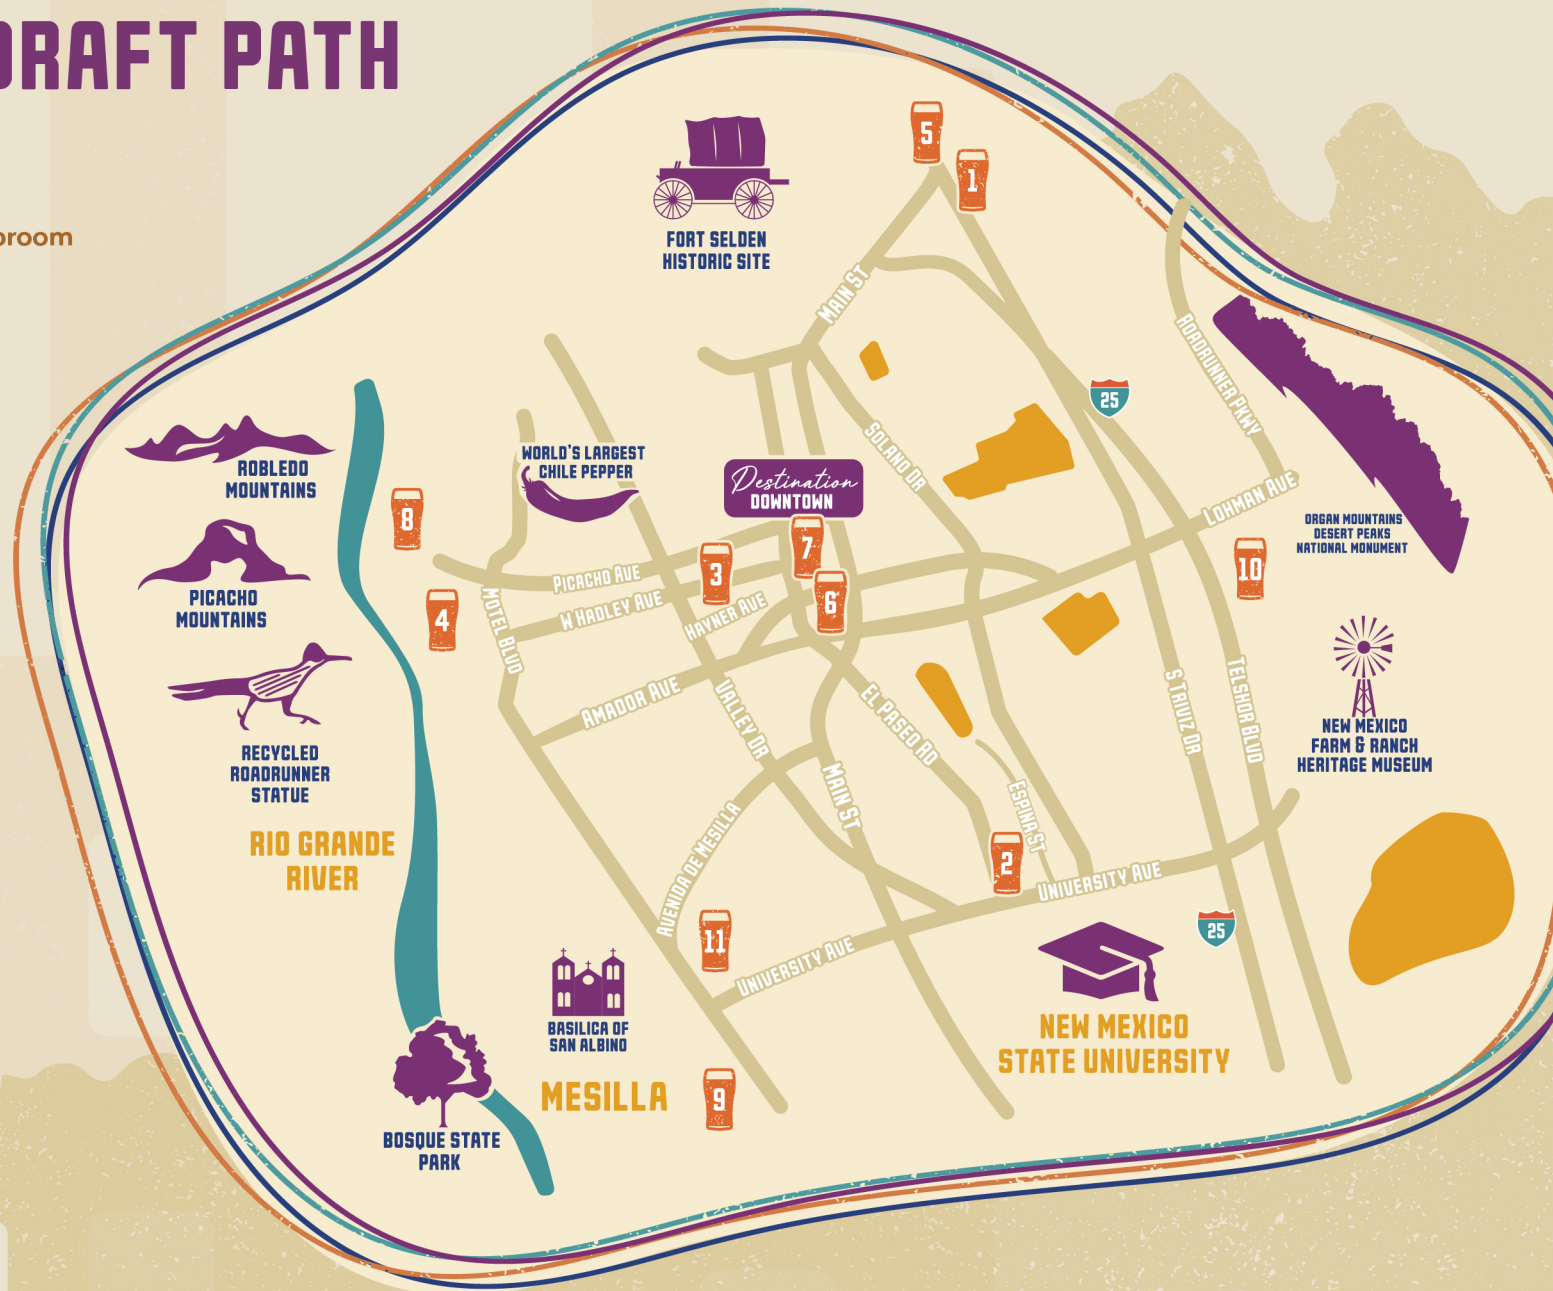 DRAFT PATH
proom
5
1
FORT SELDEN
HISTORIC SITE
MAIN ST
ROADRUNNER PKWY
25
SOLANO DR
WORLD'S LARGEST
CHILE PEPPER
ROBLEDO
MOUNTAINS
Destination
DOWNTOWN
LOHMAN AVE
8
ORGAN MOUNTAINS
DESERT PEAKS
NATIONAL MONUMENT
7
3
10
PICACHO AVE
PICACHO
MOUNTAINS
4
W HADLEY AVE
HAYNER AVE
6
MOTEL BLVD
AMADOR AVE
VALLEY DR
EL PASEO RD
S TRIVIZ DR
TELSHOR BLVD
NEW MEXICO
FARM & RANCH
HERITAGE MUSEUM
RECYCLED
ROADRUNNER
STATUE
MAIN ST
ESPINA ST
RIO GRANDE
RIVER
AVENIDA DE MESILLA
2
UNIVERSITY AVE
11
UNIVERSITY AVE
25
BASILICA OF
SAN ALBINO
NEW MEXICO
STATE UNIVERSITY
MESILLA
9
BOSQUE STATE
PARK